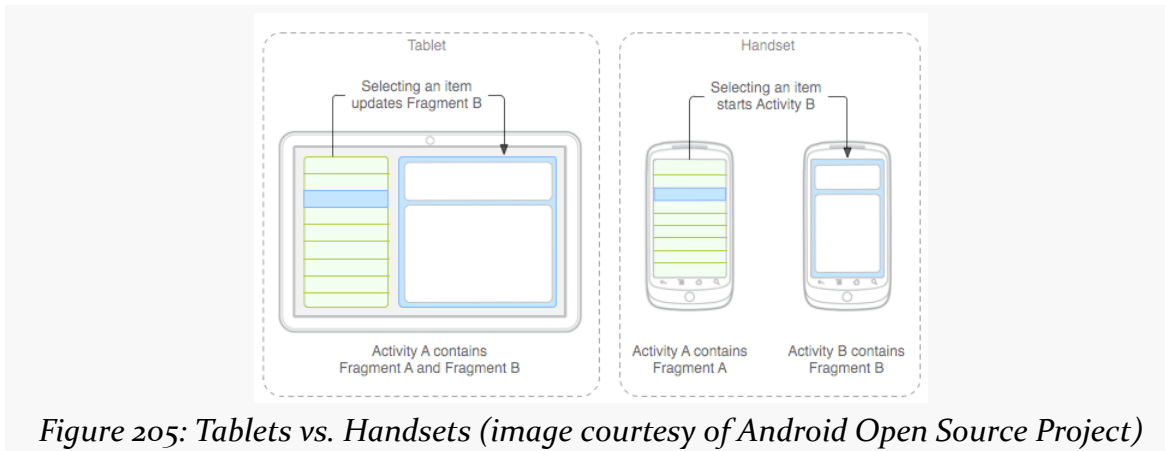 Tablet
Selecting an item
updates Fragment B
Activity A contains
Fragment A and Fragment B
Handset
Selecting an item
starts Activity B
Activity A contains
Fragment A
Activity B contains
Fragment B
Figure 205: Tablets vs. Handsets (image courtesy of Android Open Source Project)